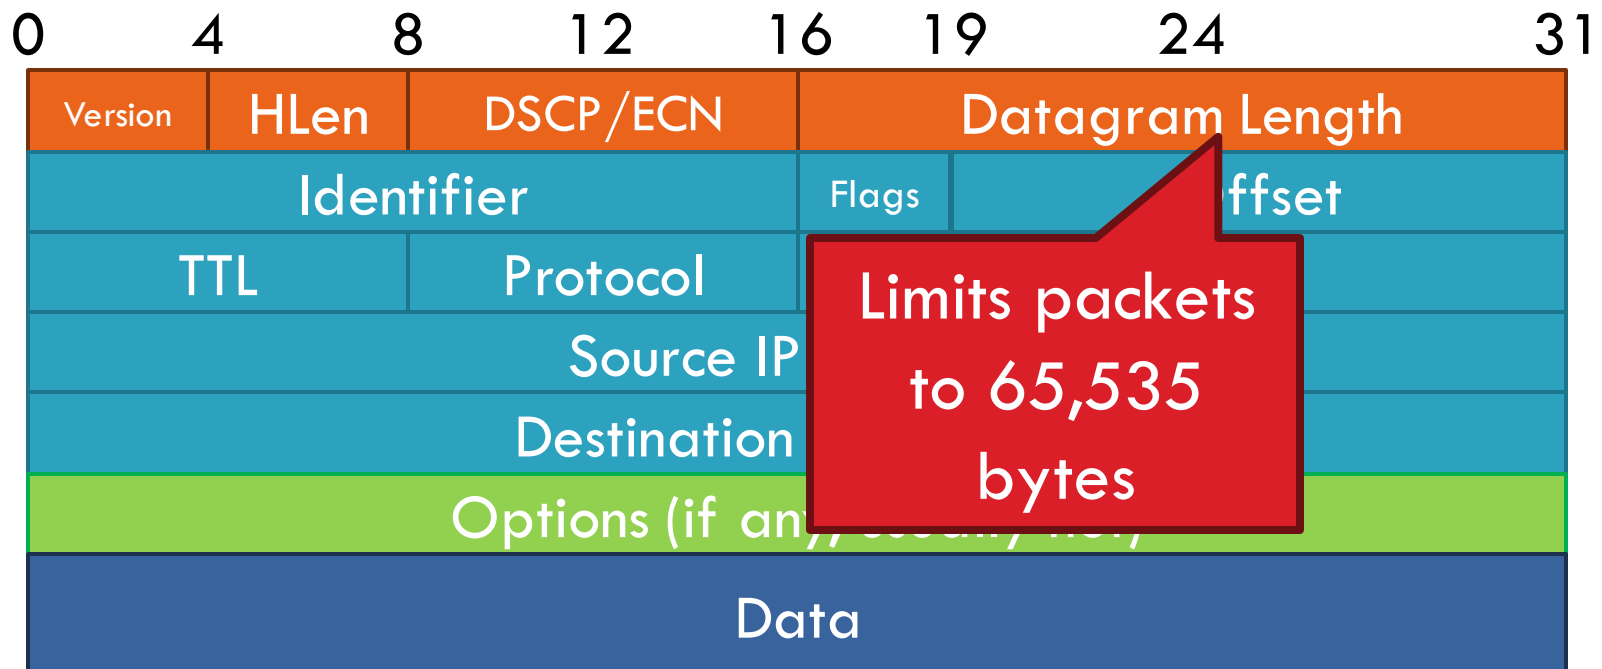 0 4 8 12 16 19 24 31
Version HLen DSCP/ECN Datagram Length
Identifier Flags ffset
TTL Protocol
Source IP
Destination
Limits packets
to 65,535
bytes
Options (if any,
Data